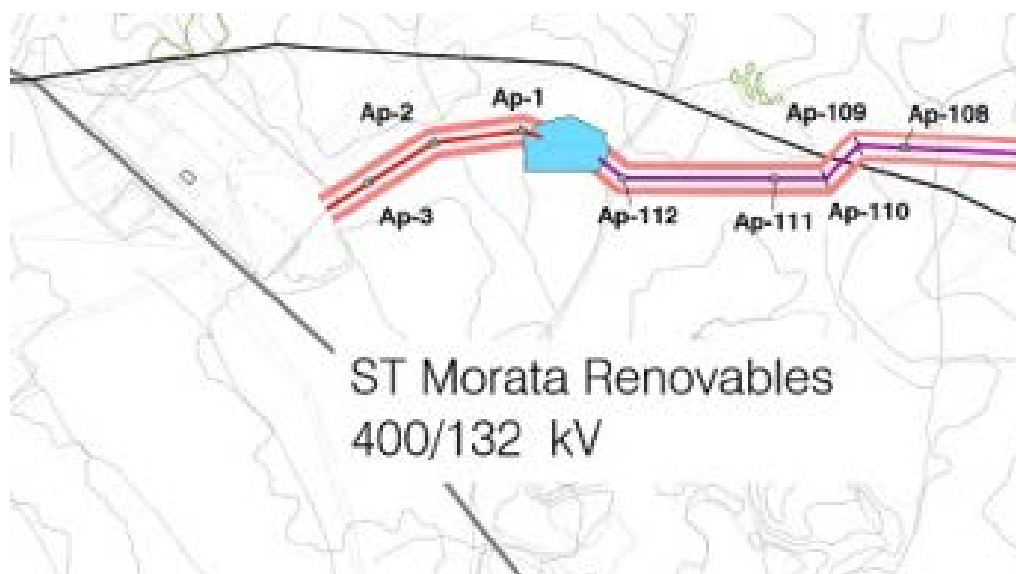 Ap-1
Ap-2
Ap-109
Ap-108
Ap-3
Ap-112
Ap-111
Ap-110
ST Morata Renovables
400/132 kV